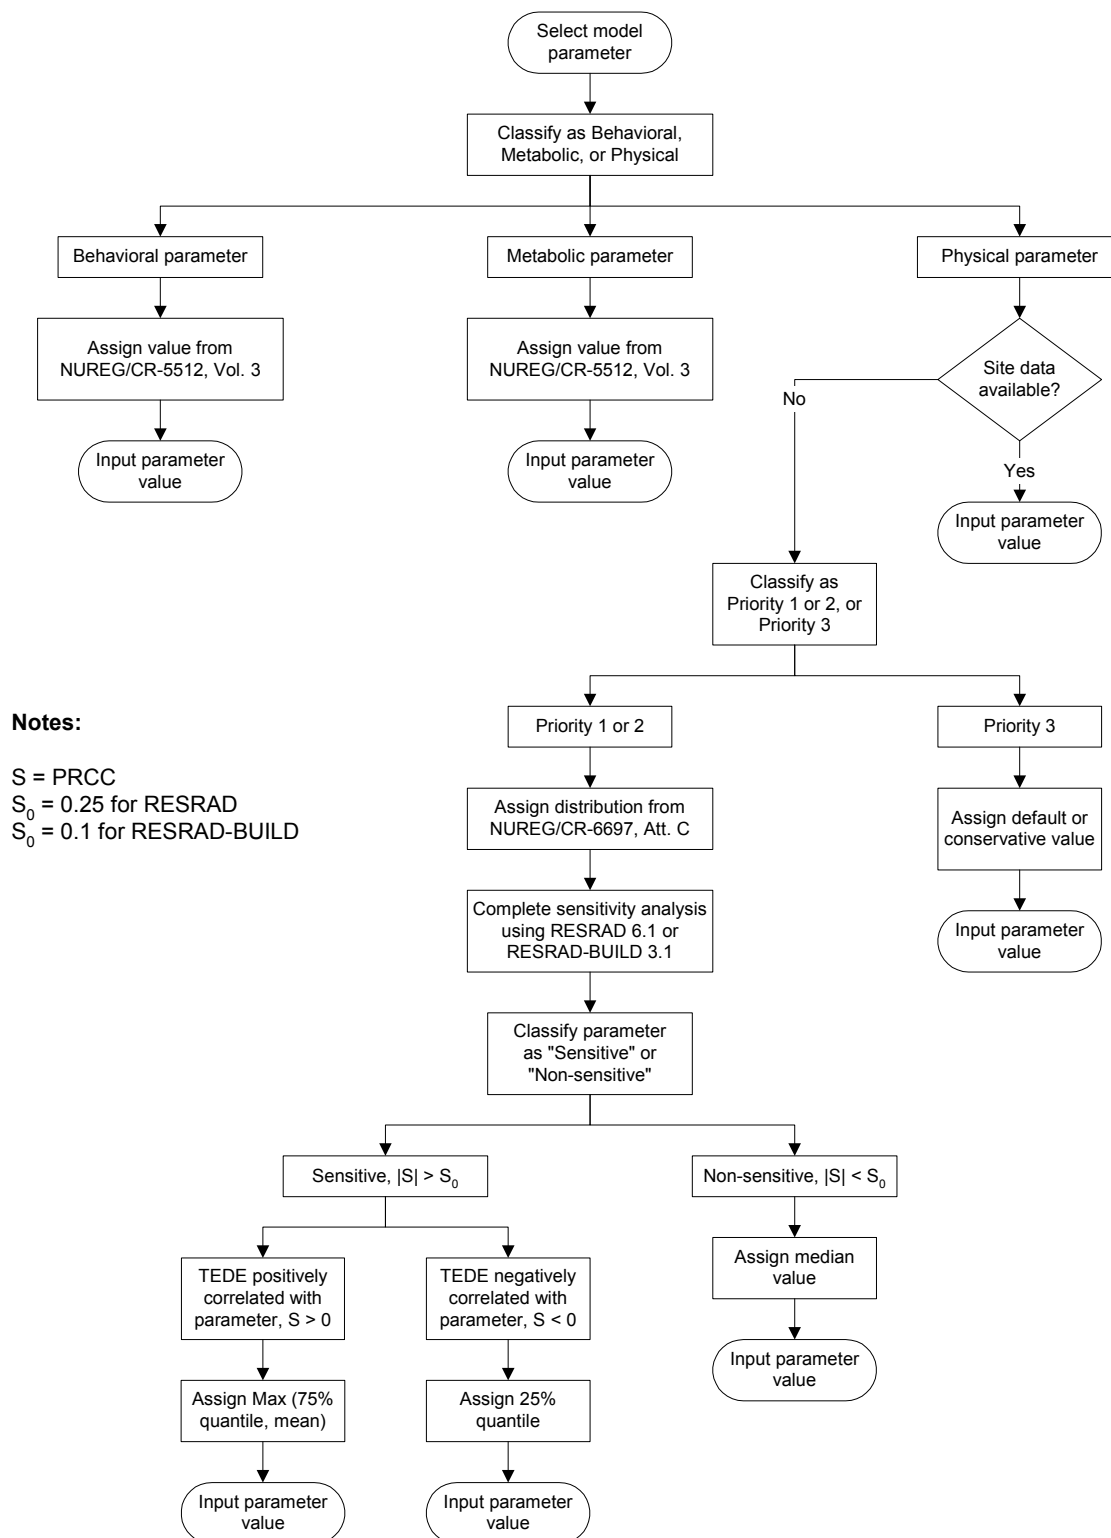 Select model
parameter
Classify as Behavioral,
Metabolic, or Physical
Behavioral parameter
Metabolic parameter
Physical parameter
Assign value from
NUREG/CR-5512, Vol. 3
Assign value from
NUREG/CR-5512, Vol. 3
Site data
available?
No
Yes
Input parameter
value
Input parameter
value
Input parameter
value
Classify as
Priority 1 or 2, or
Priority 3
Notes:
S = PRCC
S₀ = 0.25 for RESRAD
S₀ = 0.1 for RESRAD-BUILD
Priority 1 or 2
Priority 3
Assign distribution from
NUREG/CR-6697, Att. C
Assign default or
conservative value
Complete sensitivity analysis
using RESRAD 6.1 or
RESRAD-BUILD 3.1
Input parameter
value
Classify parameter
as "Sensitive" or
"Non-sensitive"
Sensitive, |S| > S₀
Non-sensitive, |S| < S₀
TEDE positively
correlated with
parameter, S > 0
TEDE negatively
correlated with
parameter, S < 0
Assign median
value
Assign Max (75%
quantile, mean)
Assign 25%
quantile
Input parameter
value
Input parameter
value
Input parameter
value